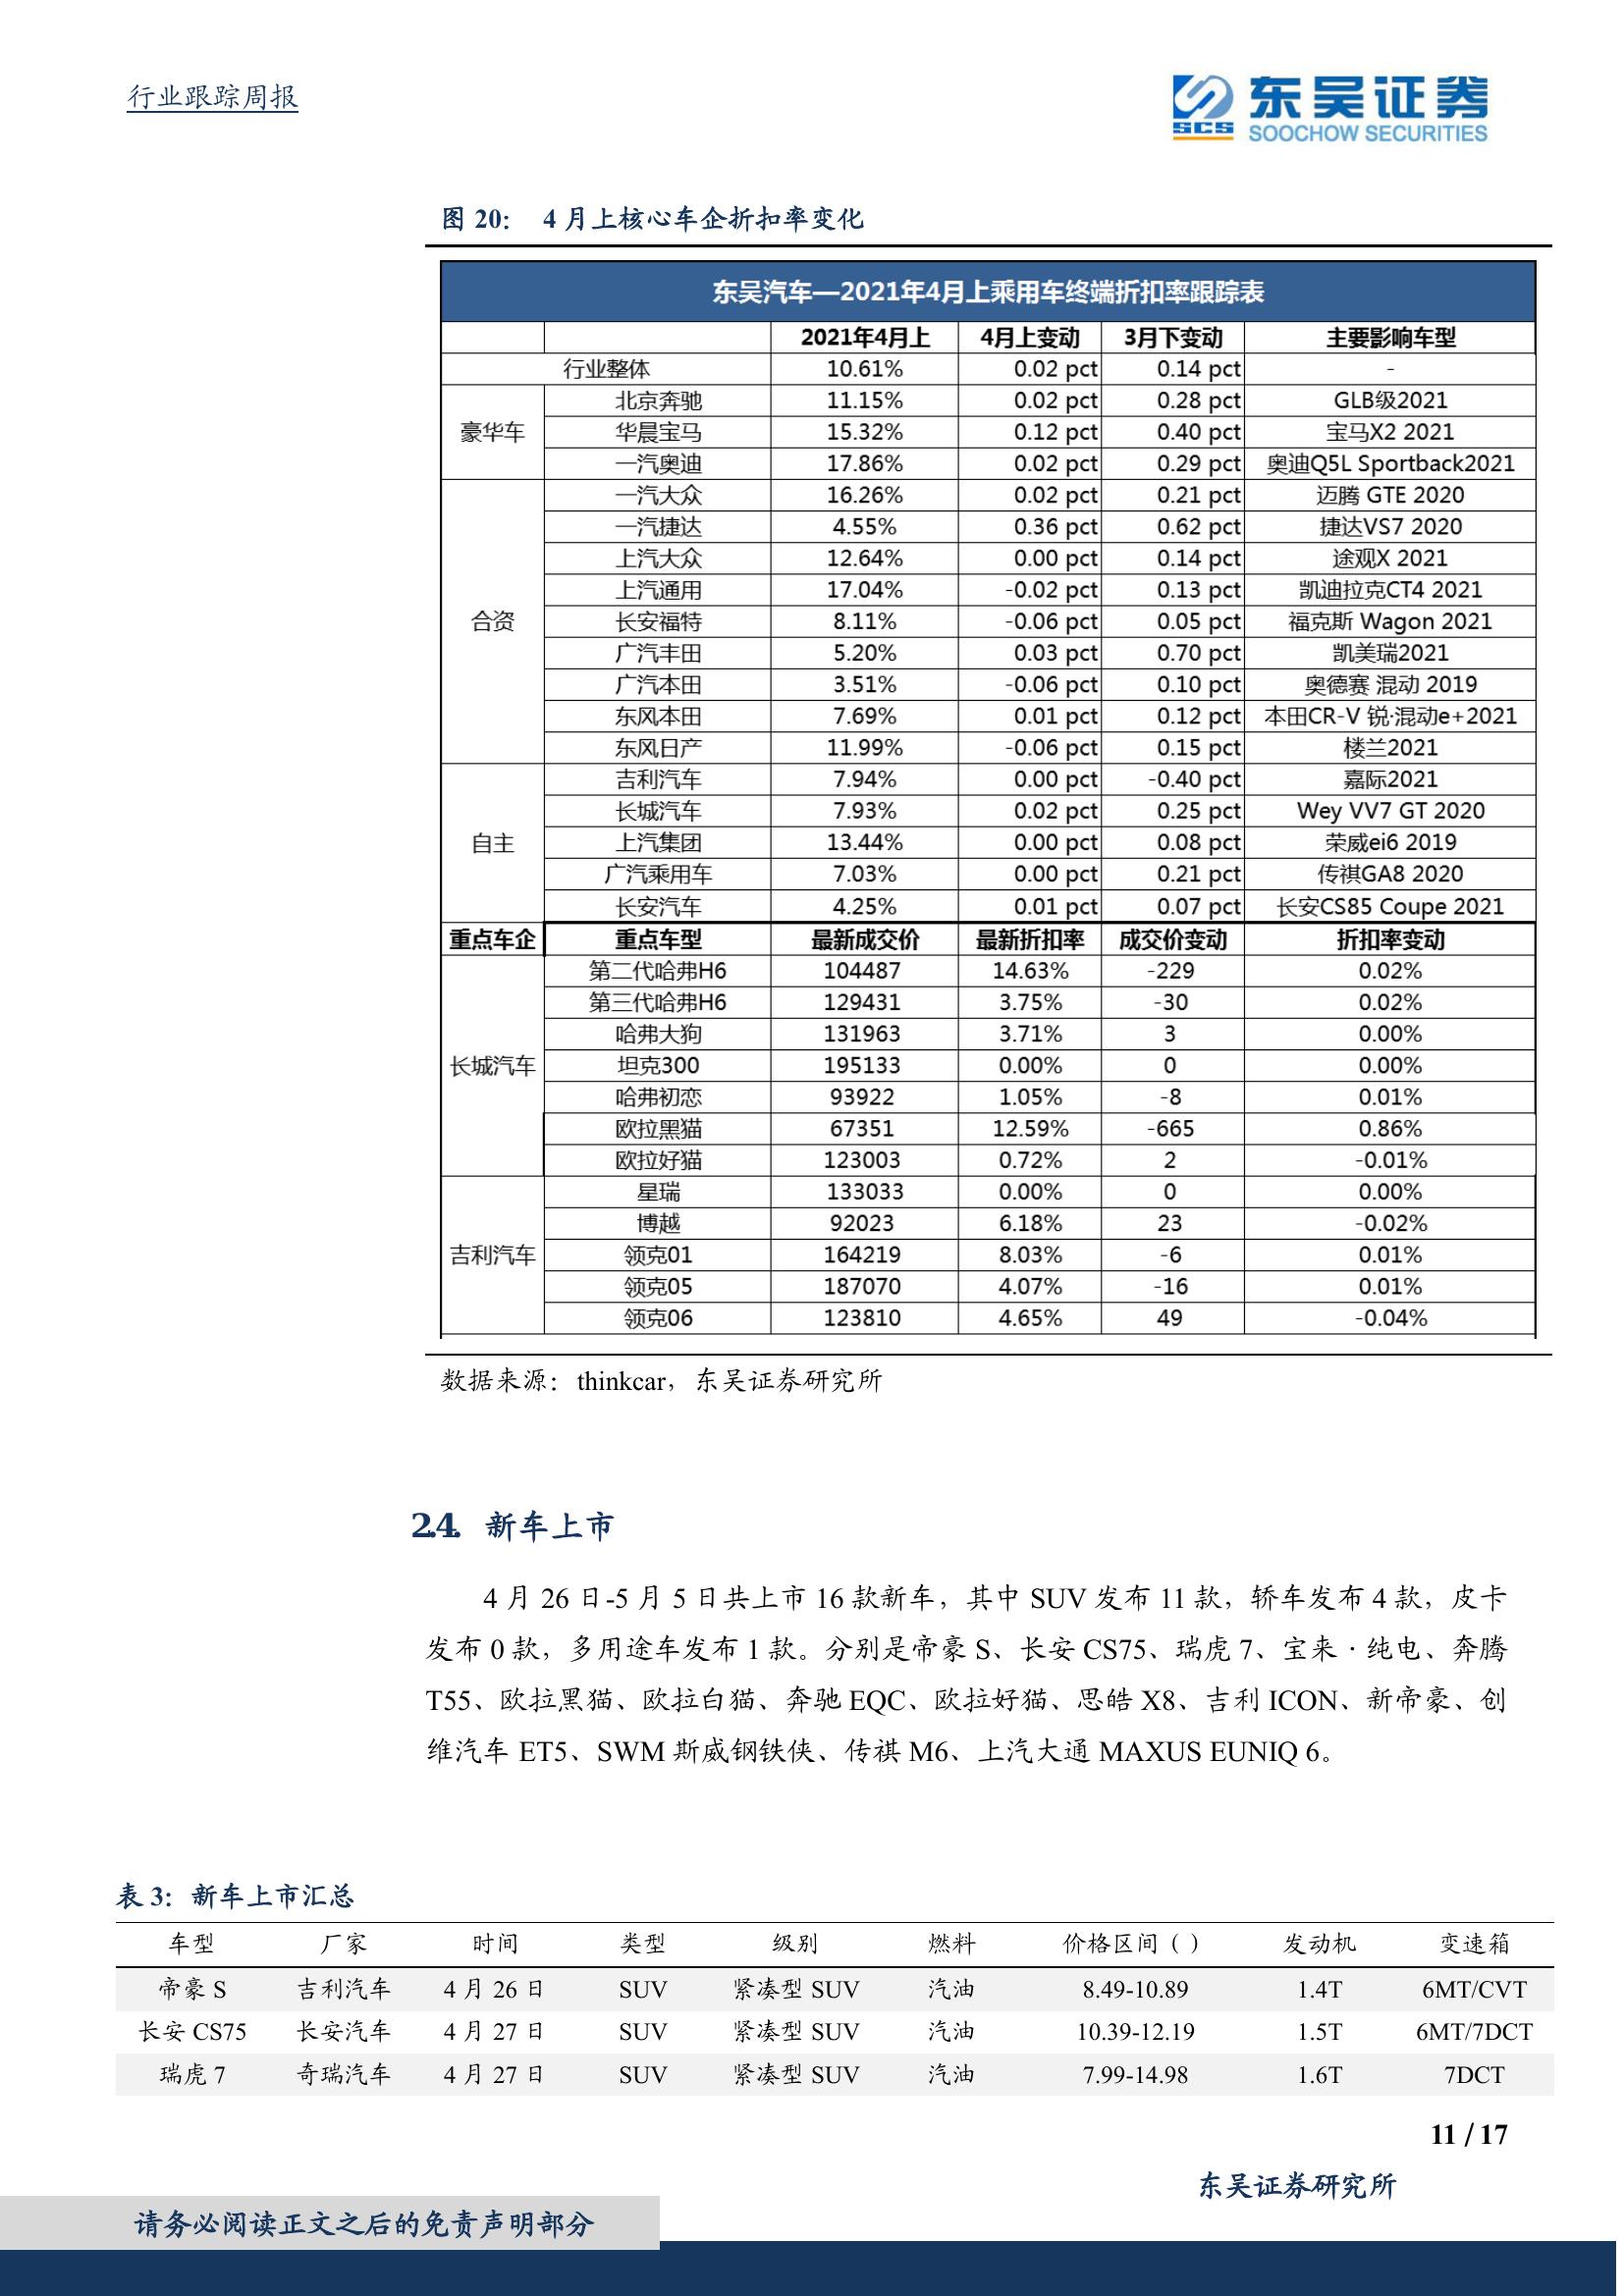 行业跟踪周报
SCS 东吴证券
SOOCHOW SECURITIES
图 20： 4 月上核心车企折扣率变化
东吴汽车—2021年4月上乘用车终端折扣率跟踪表
2021年4月上 4月上变动 3月下变动 主要影响车型
行业整体 10.61% 0.02 pct 0.14 pct -
豪华车
北京奔驰 11.15% 0.02 pct 0.28 pct GLB级2021
华晨宝马 15.32% 0.12 pct 0.40 pct 宝马X2 2021
一汽奥迪 17.86% 0.02 pct 0.29 pct 奥迪Q5L Sportback2021
合资
一汽大众 16.26% 0.02 pct 0.21 pct 迈腾 GTE 2020
一汽捷达 4.55% 0.36 pct 0.62 pct 捷达VS7 2020
上汽大众 12.64% 0.00 pct 0.14 pct 途观X 2021
上汽通用 17.04% -0.02 pct 0.13 pct 凯迪拉克CT4 2021
长安福特 8.11% -0.06 pct 0.05 pct 福克斯 Wagon 2021
广汽丰田 5.20% 0.03 pct 0.70 pct 凯美瑞2021
广汽本田 3.51% -0.06 pct 0.10 pct 奥德赛 混动 2019
东风本田 7.69% 0.01 pct 0.12 pct 本田CR-V 锐·混动e+2021
东风日产 11.99% -0.06 pct 0.15 pct 楼兰2021
自主
吉利汽车 7.94% 0.00 pct -0.40 pct 嘉际2021
长城汽车 7.93% 0.02 pct 0.25 pct Wey VV7 GT 2020
上汽集团 13.44% 0.00 pct 0.08 pct 荣威ei6 2019
广汽乘用车 7.03% 0.00 pct 0.21 pct 传祺GA8 2020
长安汽车 4.25% 0.01 pct 0.07 pct 长安CS85 Coupe 2021
重点车企 重点车型 最新成交价 最新折扣率 成交价变动 折扣率变动
长城汽车
第二代哈弗H6 104487 14.63% -229 0.02%
第三代哈弗H6 129431 3.75% -30 0.02%
哈弗大狗 131963 3.71% 3 0.00%
坦克300 195133 0.00% 0 0.00%
哈弗初恋 93922 1.05% -8 0.01%
欧拉黑猫 67351 12.59% -665 0.86%
欧拉好猫 123003 0.72% 2 -0.01%
吉利汽车
星瑞 133033 0.00% 0 0.00%
博越 92023 6.18% 23 -0.02%
领克01 164219 8.03% -6 0.01%
领克05 187070 4.07% -16 0.01%
领克06 123810 4.65% 49 -0.04%
数据来源：thinkcar，东吴证券研究所
2.4. 新车上市
4 月 26 日-5 月 5 日共上市 16 款新车，其中 SUV 发布 11 款，轿车发布 4 款，皮卡
发布 0 款，多用途车发布 1 款。分别是帝豪 S、长安 CS75、瑞虎 7、宝来·纯电、奔腾
T55、欧拉黑猫、欧拉白猫、奔驰 EQC、欧拉好猫、思皓 X8、吉利 ICON、新帝豪、创
维汽车 ET5、SWM 斯威钢铁侠、传祺 M6、上汽大通 MAXUS EUNIQ 6。
表 3：新车上市汇总
车型 厂家 时间 类型 级别 燃料 价格区间（） 发动机 变速箱
帝豪 S 吉利汽车 4 月 26 日 SUV 紧凑型 SUV 汽油 8.49-10.89 1.4T 6MT/CVT
长安 CS75 长安汽车 4 月 27 日 SUV 紧凑型 SUV 汽油 10.39-12.19 1.5T 6MT/7DCT
瑞虎 7 奇瑞汽车 4 月 27 日 SUV 紧凑型 SUV 汽油 7.99-14.98 1.6T 7DCT
11 / 17
东吴证券研究所
请务必阅读正文之后的免责声明部分